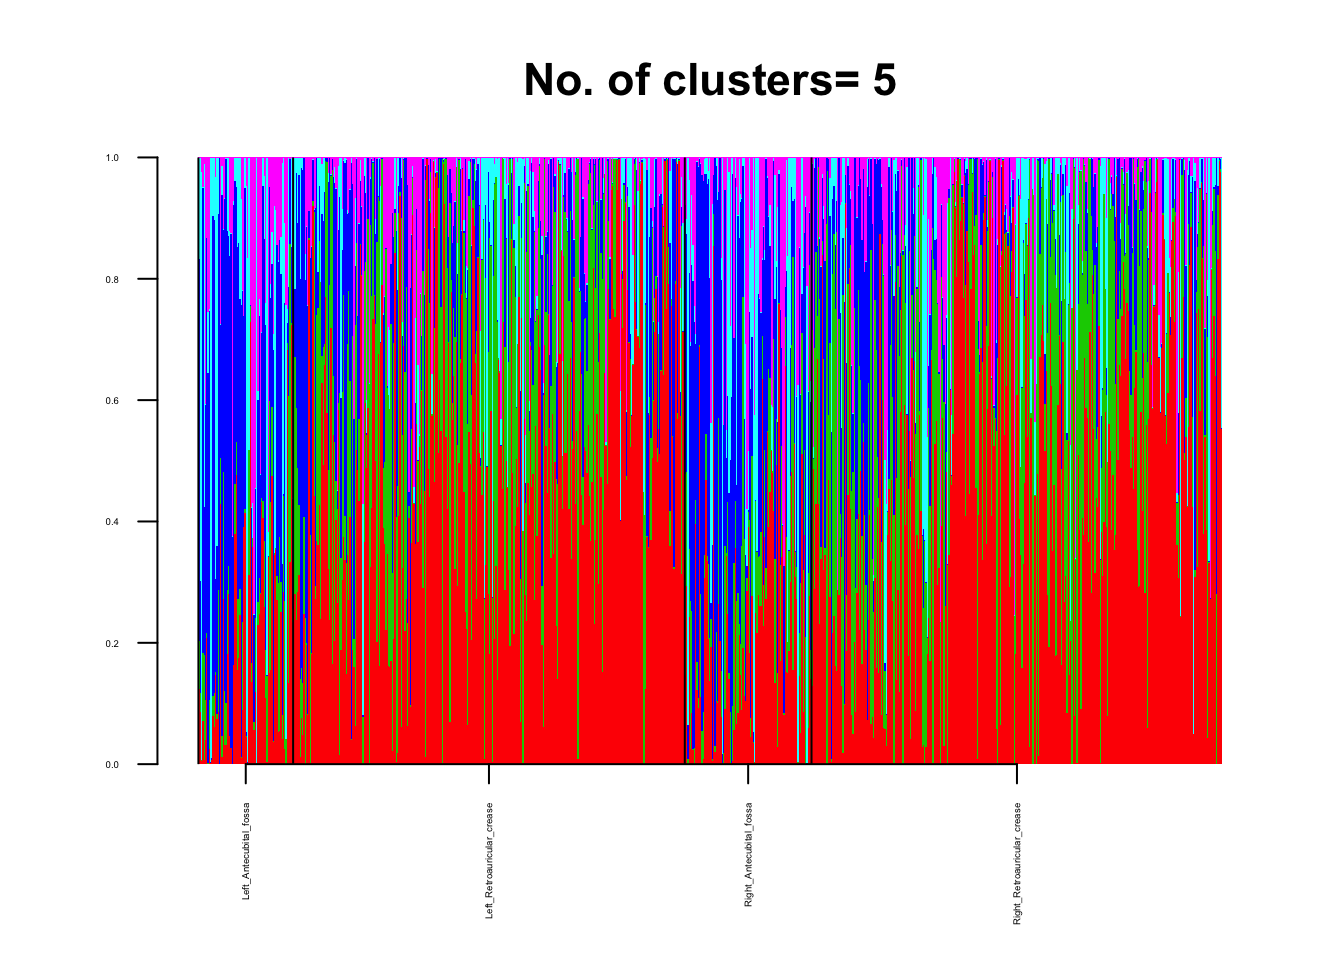 No. of clusters= 5
1.0
0.8
0.6
0.4
0.2
0.0
Left_Antecubital_fossa
Left_Retroauricular_crease
Right_Antecubital_fossa
Right_Retroauricular_crease